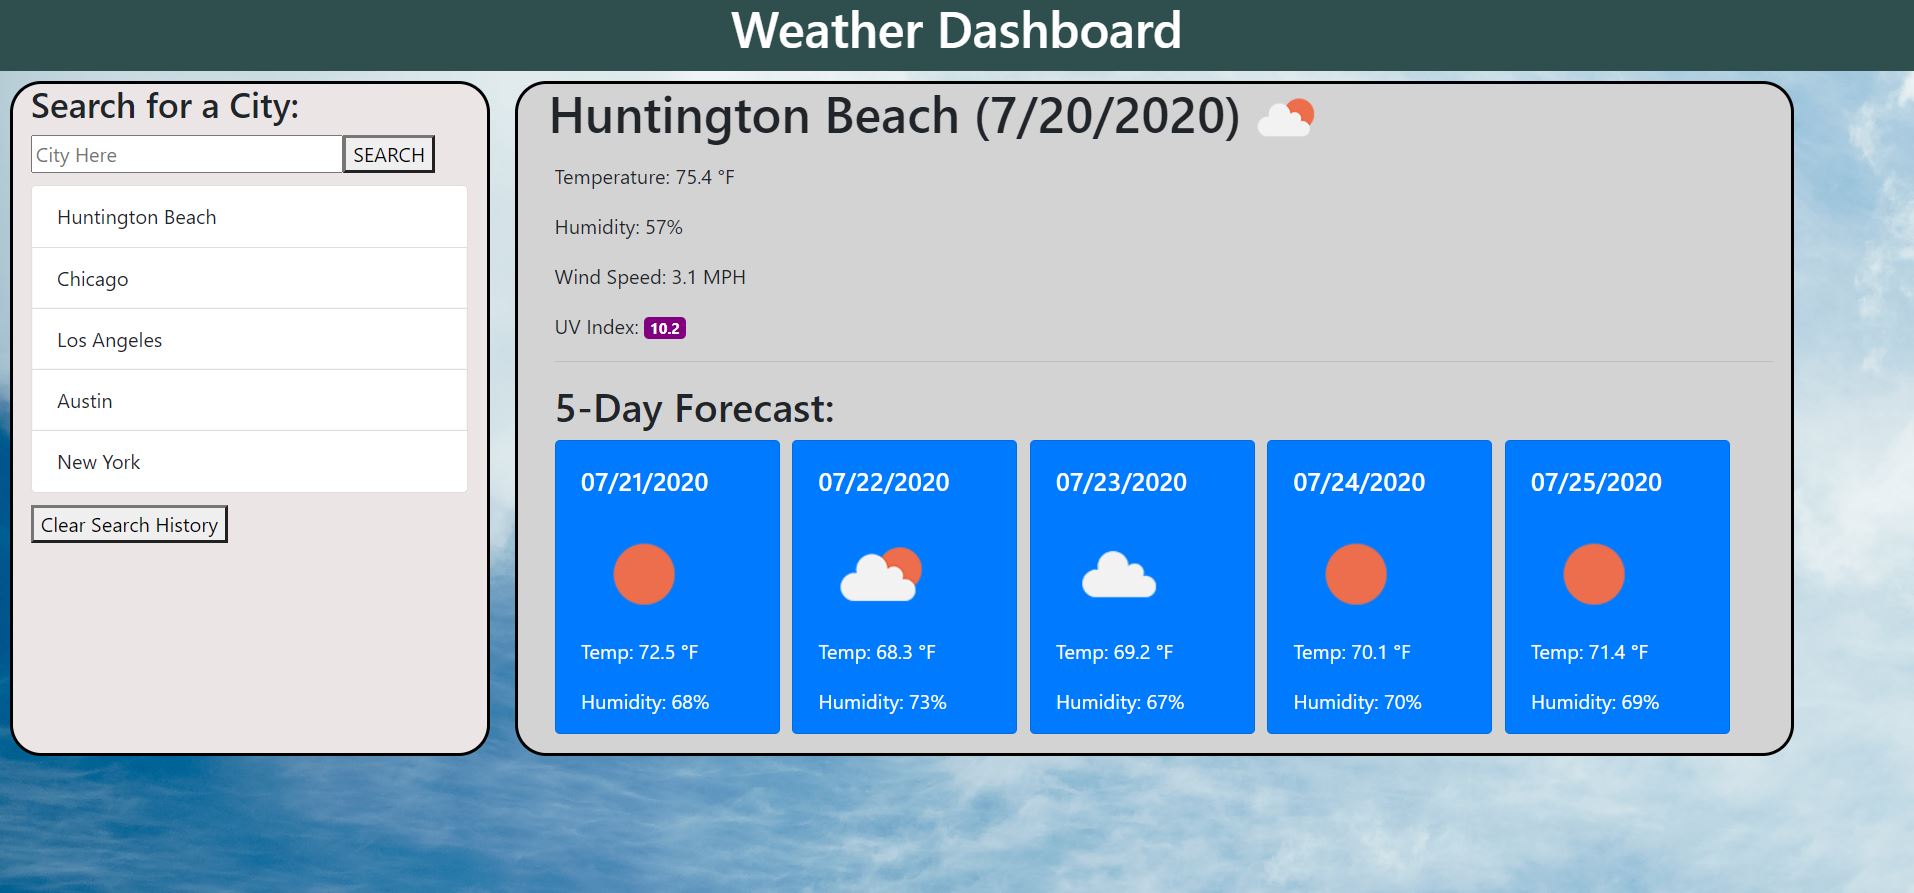 Weather Dashboard
Search for a City:
City Here
SEARCH
Huntington Beach
Chicago
Los Angeles
Austin
New York
Clear Search History
Huntington Beach (7/20/2020)
Temperature: 75.4 °F
Humidity: 57%
Wind Speed: 3.1 MPH
UV Index: 10.2
5-Day Forecast:
07/21/2020
Temp: 72.5 °F
Humidity: 68%
07/22/2020
Temp: 68.3 °F
Humidity: 73%
07/23/2020
Temp: 69.2 °F
Humidity: 67%
07/24/2020
Temp: 70.1 °F
Humidity: 70%
07/25/2020
Temp: 71.4 °F
Humidity: 69%